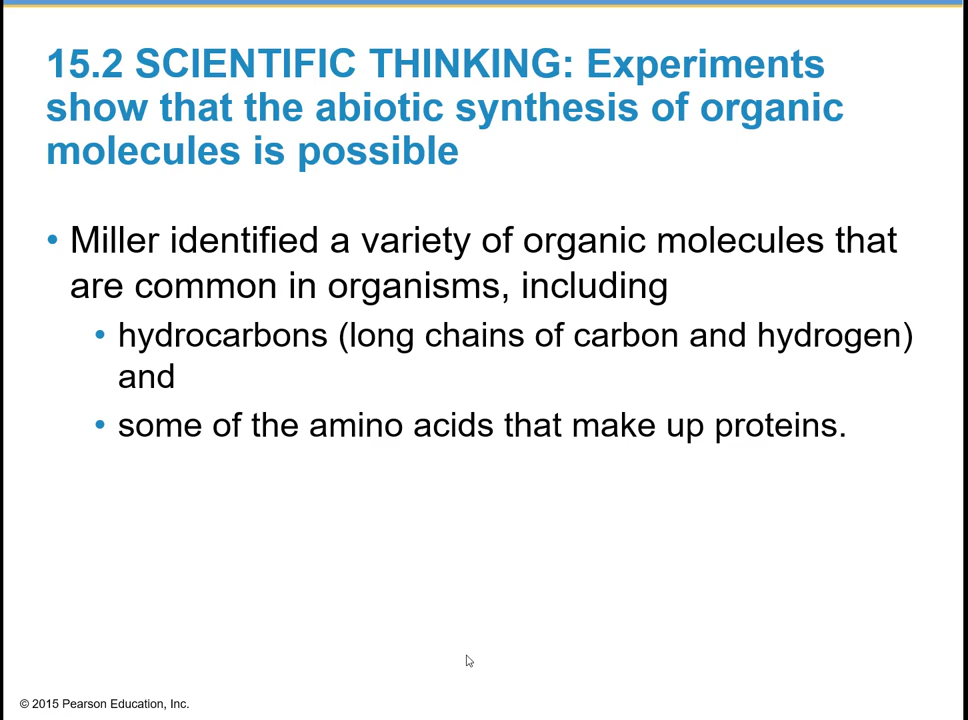 15.2 SCIENTIFIC THINKING: Experiments
show that the abiotic synthesis of organic
molecules is possible
• Miller identified a variety of organic molecules that
are common in organisms, including
• hydrocarbons (long chains of carbon and hydrogen)
and
• some of the amino acids that make up proteins.
© 2015 Pearson Education, Inc.